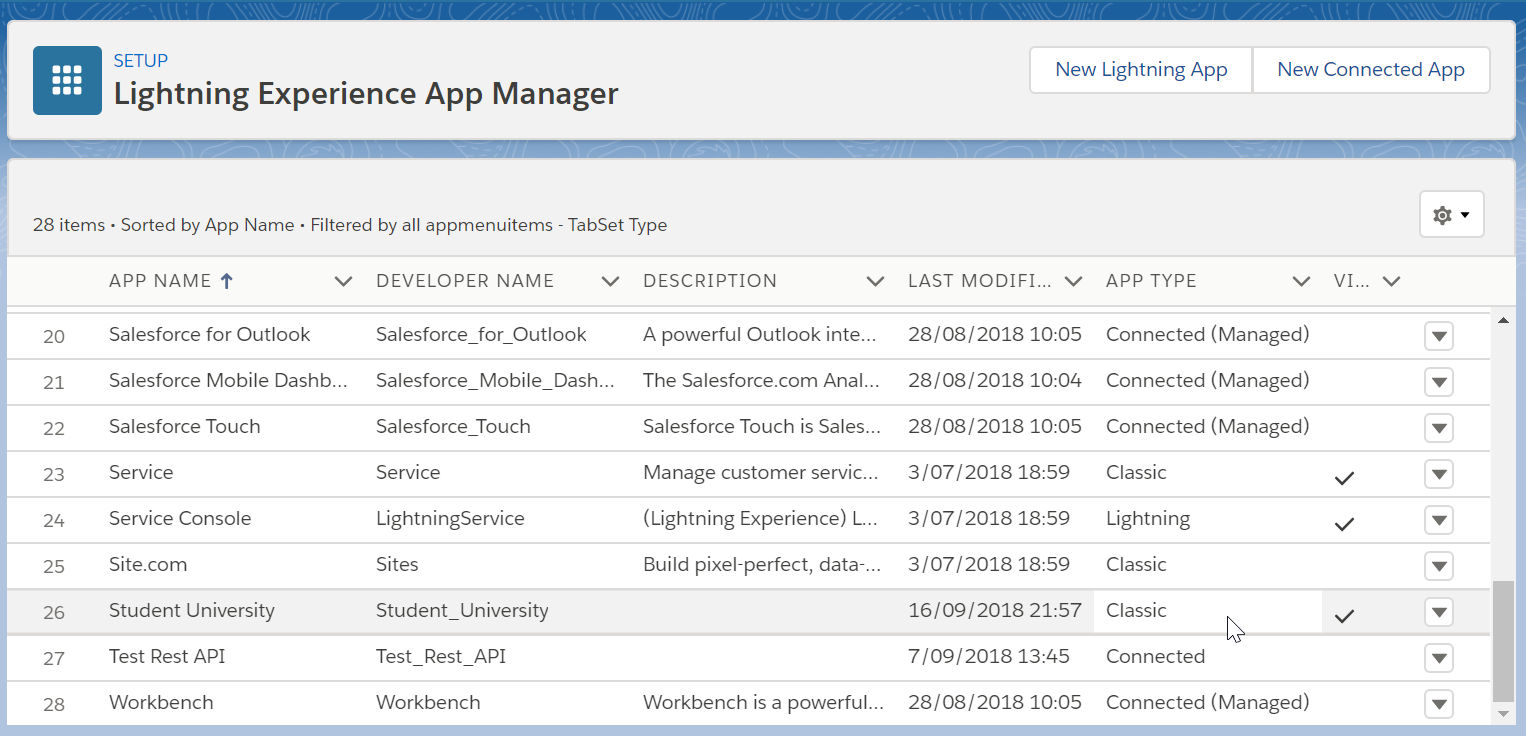 SETUP
Lightning Experience App Manager
New Lightning App New Connected App
28 items • Sorted by App Name • Filtered by all appmenuitems - TabSet Type
APP NAME DEVELOPER NAME DESCRIPTION LAST MODIFI... APP TYPE VI...
20 Salesforce for Outlook Salesforce_for_Outlook A powerful Outlook inte... 28/08/2018 10:05 Connected (Managed)
21 Salesforce Mobile Dashb... Salesforce_Mobile_Dash... The Salesforce.com Anal... 28/08/2018 10:04 Connected (Managed)
22 Salesforce Touch Salesforce_Touch Salesforce Touch is Sales... 28/08/2018 10:05 Connected (Managed)
23 Service Service Manage customer servic... 3/07/2018 18:59 Classic
24 Service Console LightningService (Lightning Experience) L... 3/07/2018 18:59 Lightning
25 Site.com Sites Build pixel-perfect, data-... 3/07/2018 18:59 Classic
26 Student University Student_University 16/09/2018 21:57 Classic
27 Test Rest API Test_Rest_API 7/09/2018 13:45 Connected
28 Workbench Workbench Workbench is a powerful... 28/08/2018 10:05 Connected (Managed)